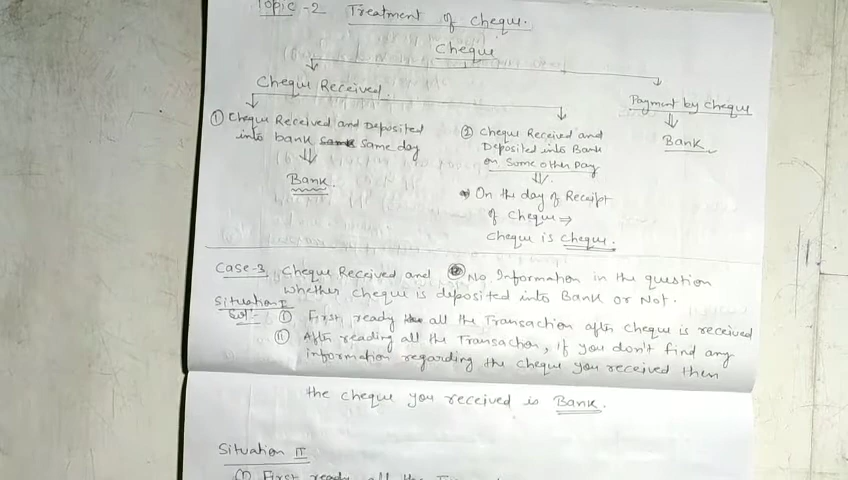 Topic-2 Treatment of Cheque.
Cheque
Cheque Received.
Payment by Cheque
Bank
① Cheque Received and Deposited
into bank same day
Bank.
② Cheque Received and
Deposited into Bank
on Some other Day
On the day of Receipt
of Cheque ⇒
Cheque is Cheque.
Case-3 Cheque Received and No Information in the question
whether cheque is deposited into Bank or Not.
Situation I
Sol:- (i) First ready all the Transaction after cheque is received
(ii) After reading all the Transaction, if you don't find any
information regarding the cheque you received then
the cheque you received is Bank.
Situation II
(1) First ready all the